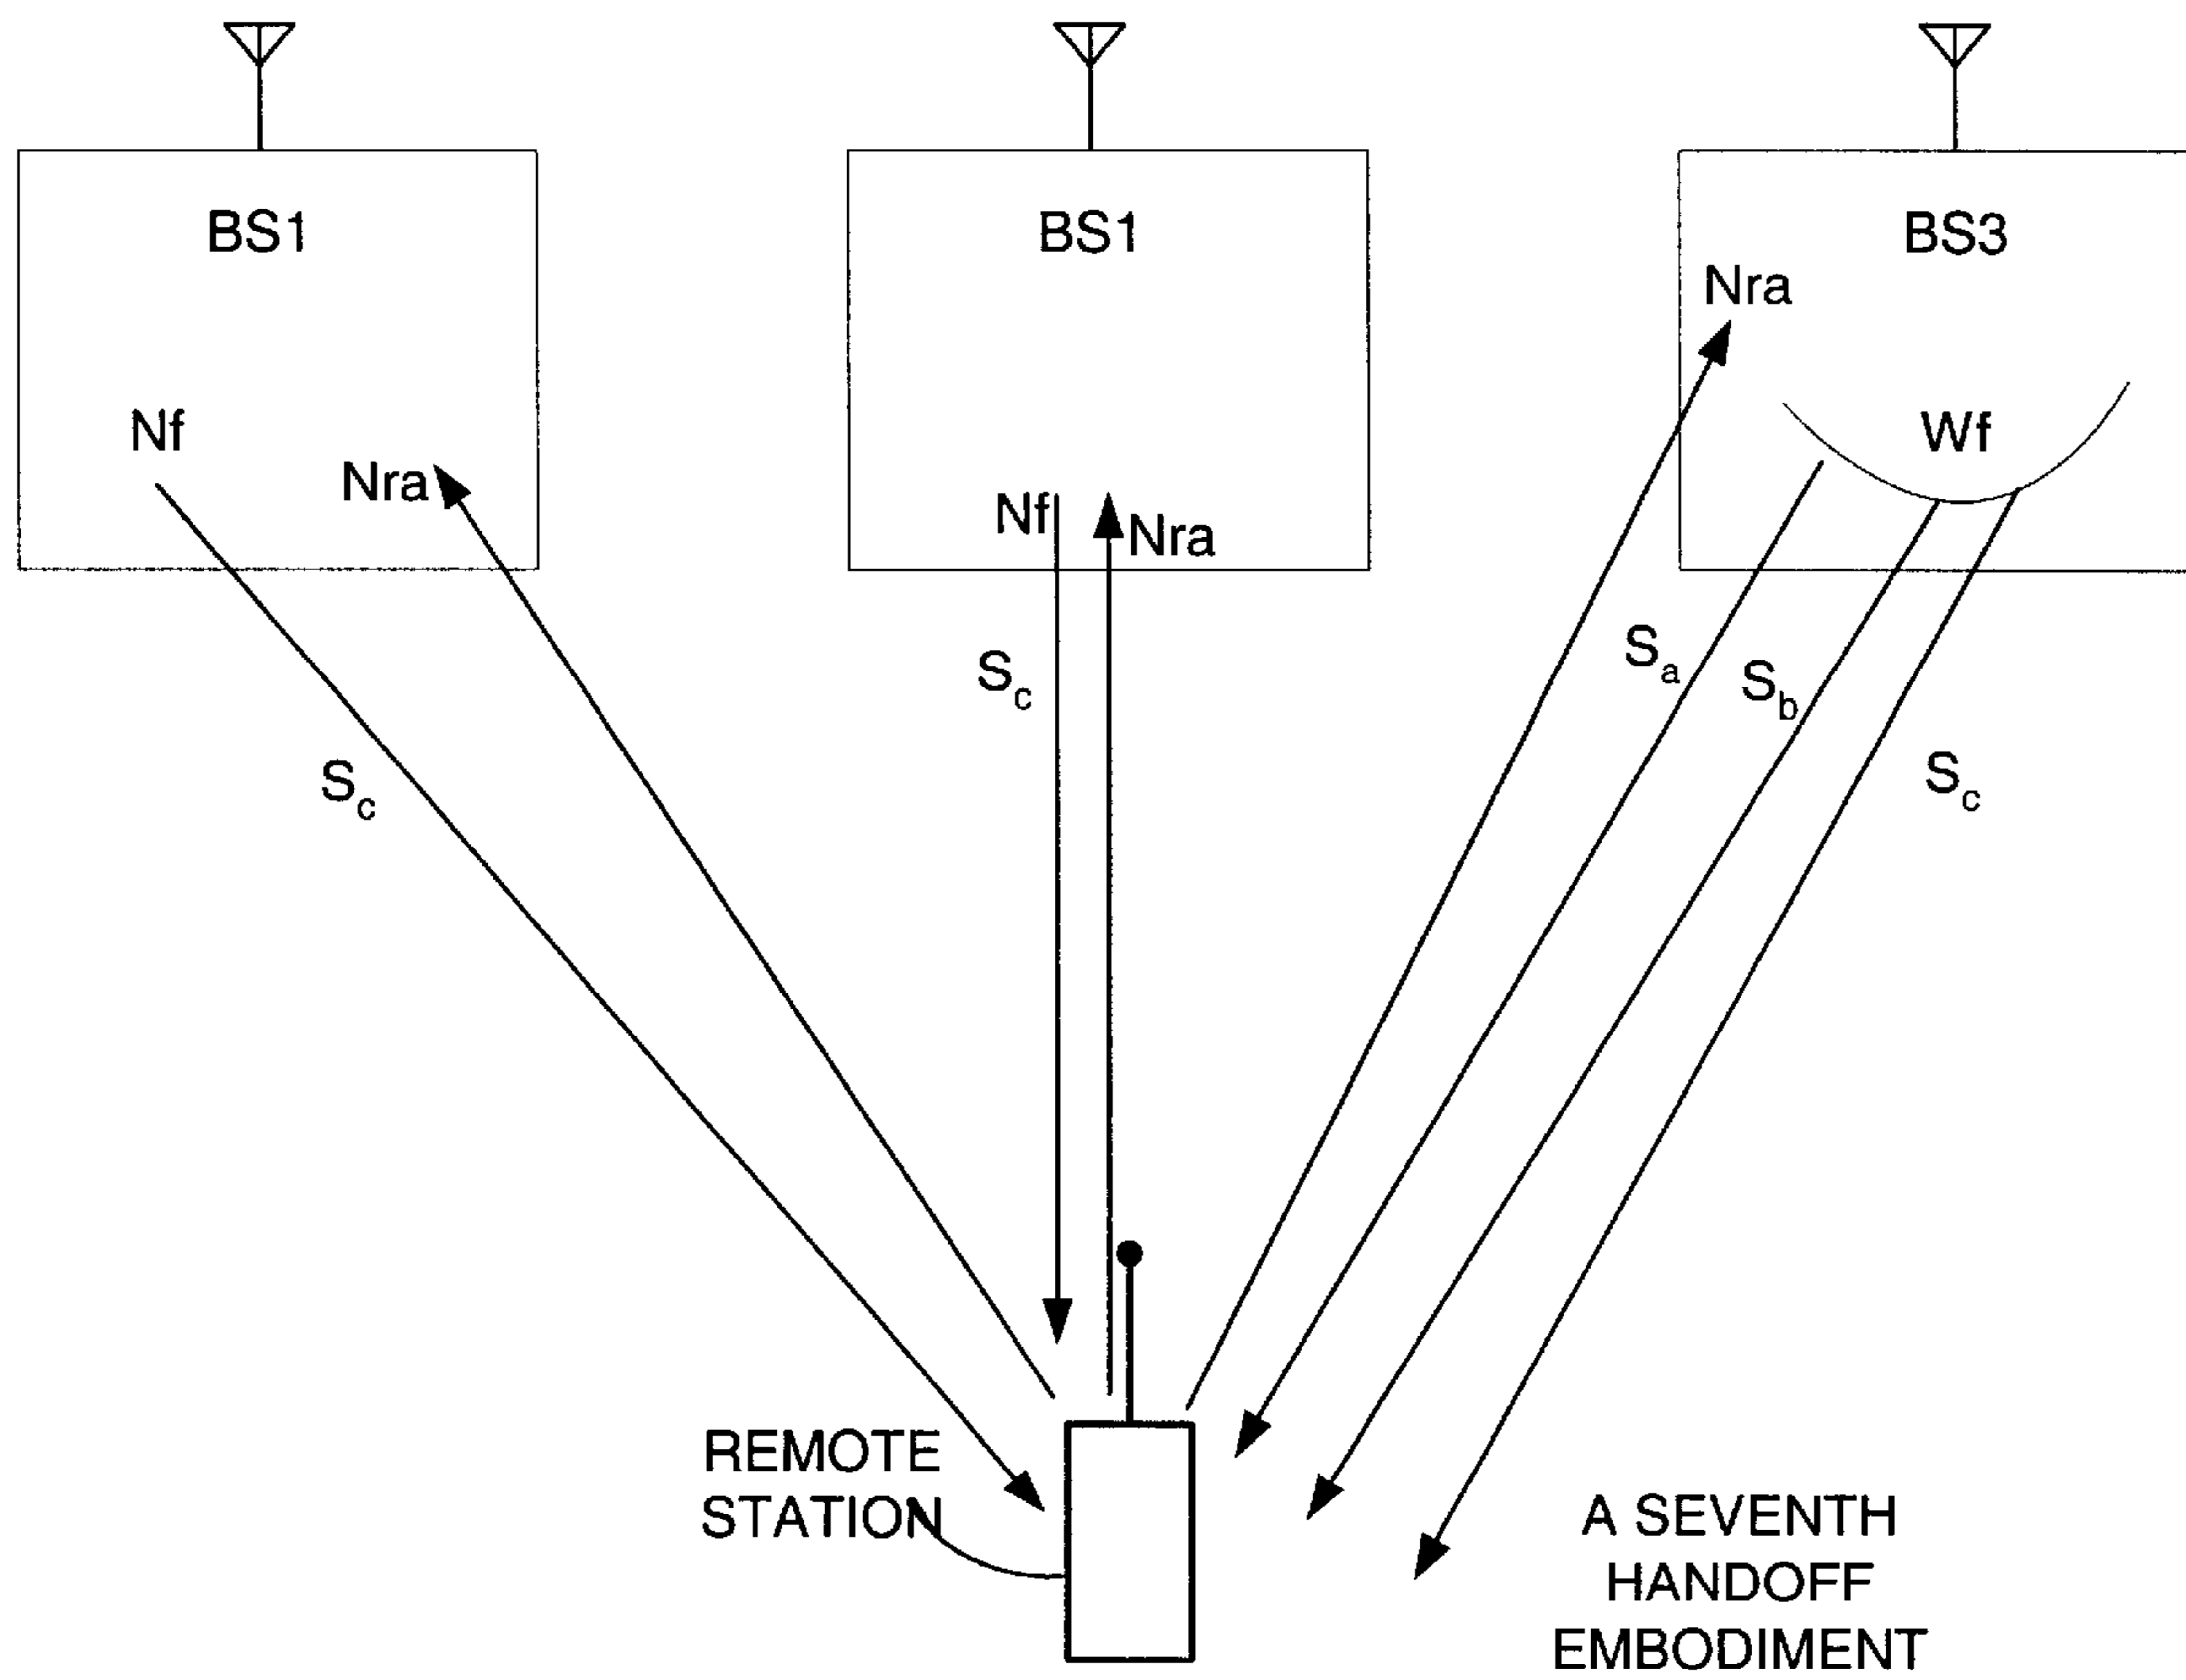 BS1
BS1
BS3
Nra
Nf
Wf
Nra
Nf
Nra
Sa
Sc
Sb
Sc
Sc
REMOTE
STATION
A SEVENTH
HANDOFF
EMBODIMENT